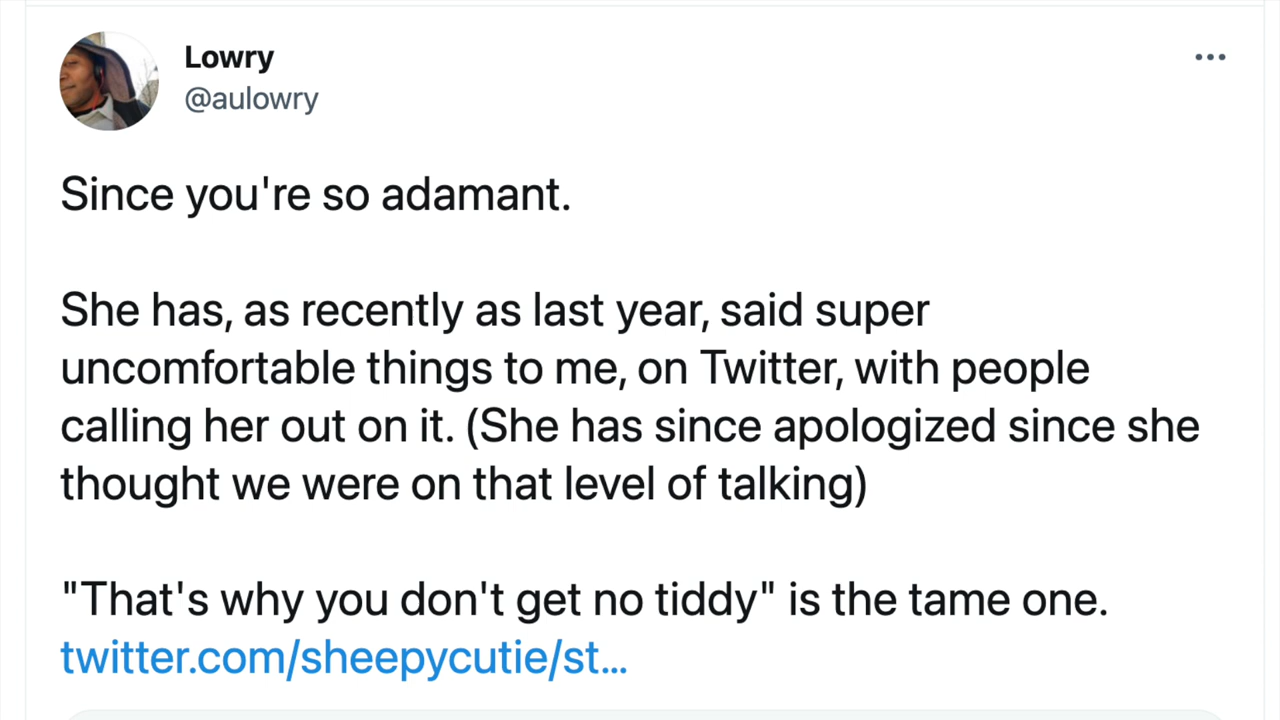 Lowry
@aulowry
Since you're so adamant.
She has, as recently as last year, said super
uncomfortable things to me, on Twitter, with people
calling her out on it. (She has since apologized since she
thought we were on that level of talking)
"That's why you don't get no tiddy" is the tame one.
twitter.com/sheepycutie/st...